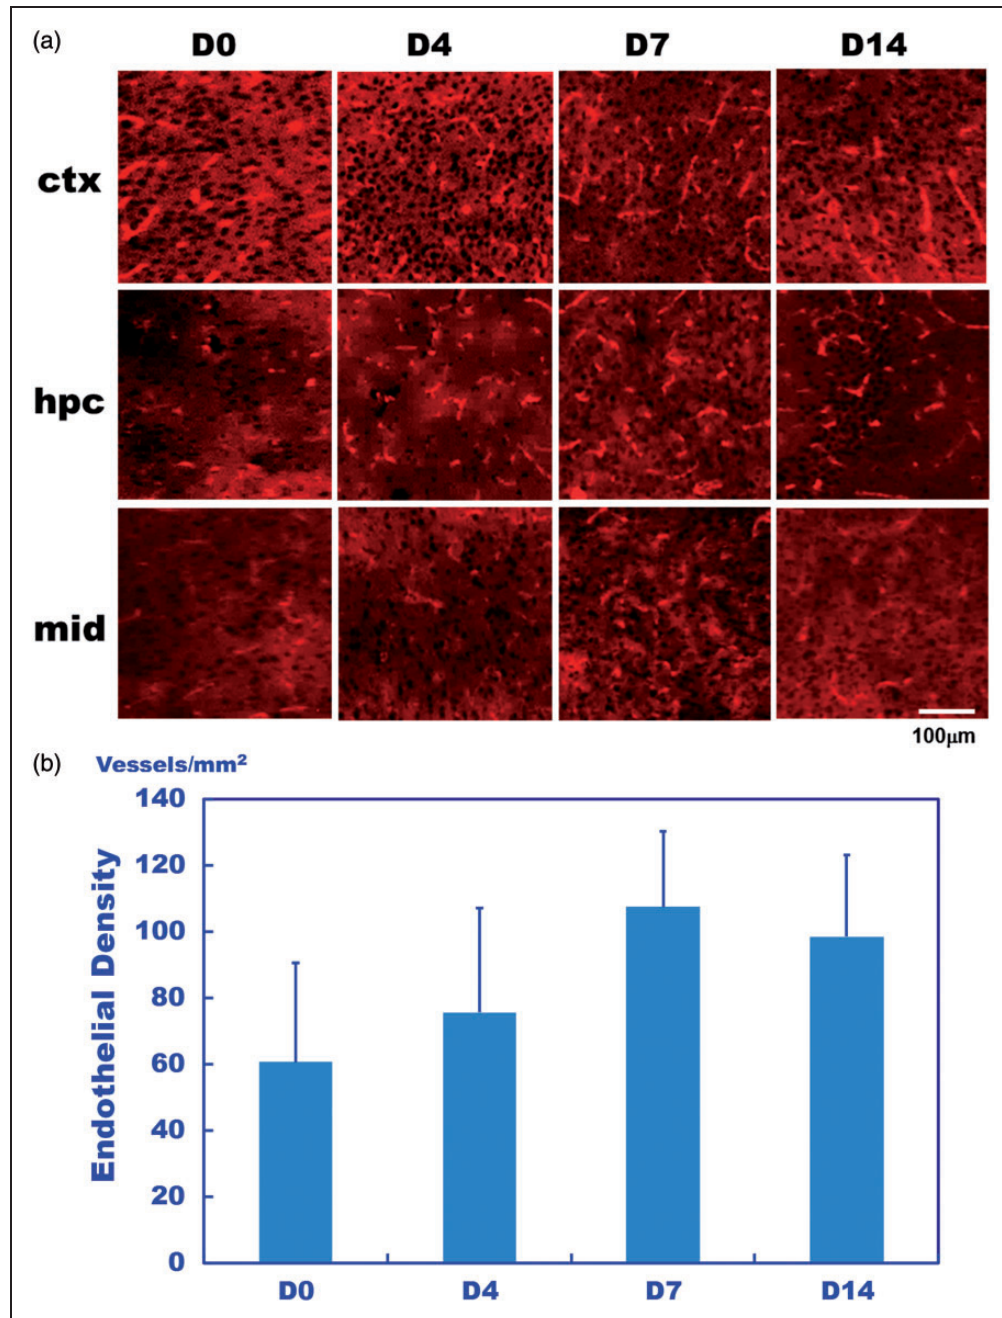 (a)
D0 D4 D7 D14
ctx
hpc
mid
100μm
(b)
Vessels/mm²
Endothelial Density
140
120
100
80
60
40
20
0
D0 D4 D7 D14